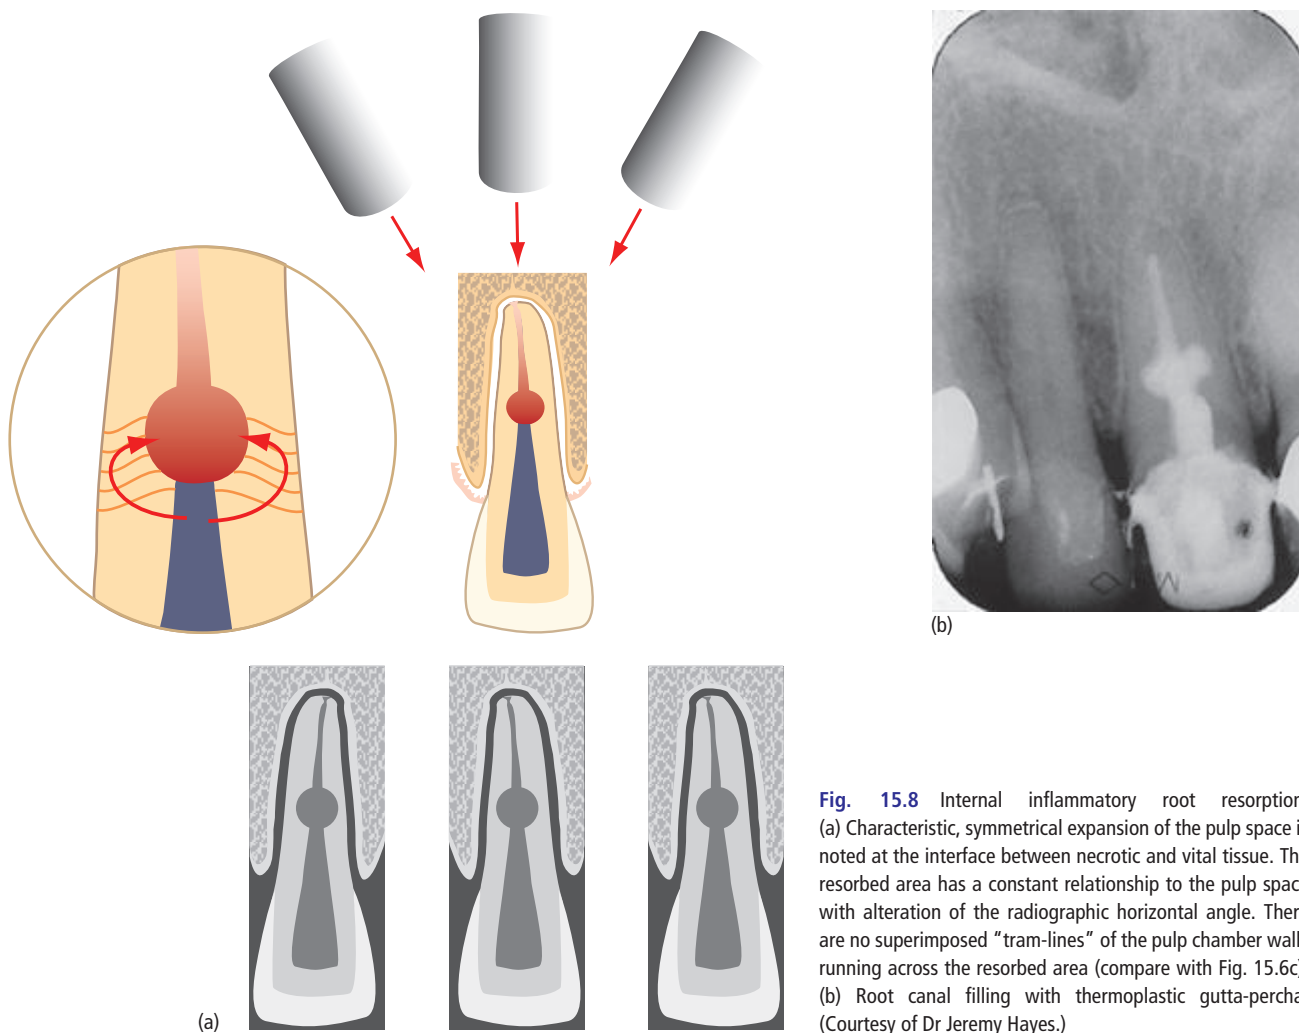 (b)
(a)
Fig. 15.8 Internal inflammatory root resorption
(a) Characteristic, symmetrical expansion of the pulp space i
noted at the interface between necrotic and vital tissue. Th
resorbed area has a constant relationship to the pulp spac
with alteration of the radiographic horizontal angle. Ther
are no superimposed “tram-lines” of the pulp chamber wall
running across the resorbed area (compare with Fig. 15.6c)
(b) Root canal filling with thermoplastic gutta-percha
(Courtesy of Dr Jeremy Hayes.)